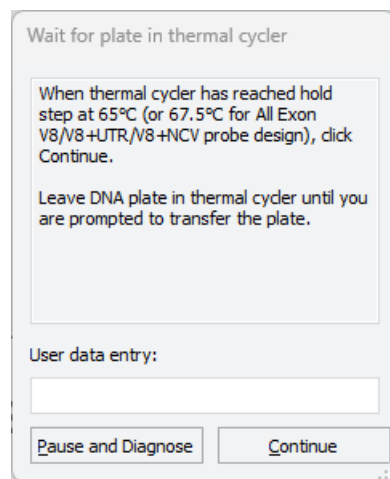 Wait for plate in thermal cycler
When thermal cycler has reached hold
step at 65ºC (or 67.5ºC for All Exon
V8/V8+UTR/V8+NCV probe design), click
Continue.
Leave DNA plate in thermal cycler until you
are prompted to transfer the plate.
User data entry:
Pause and Diagnose
Continue